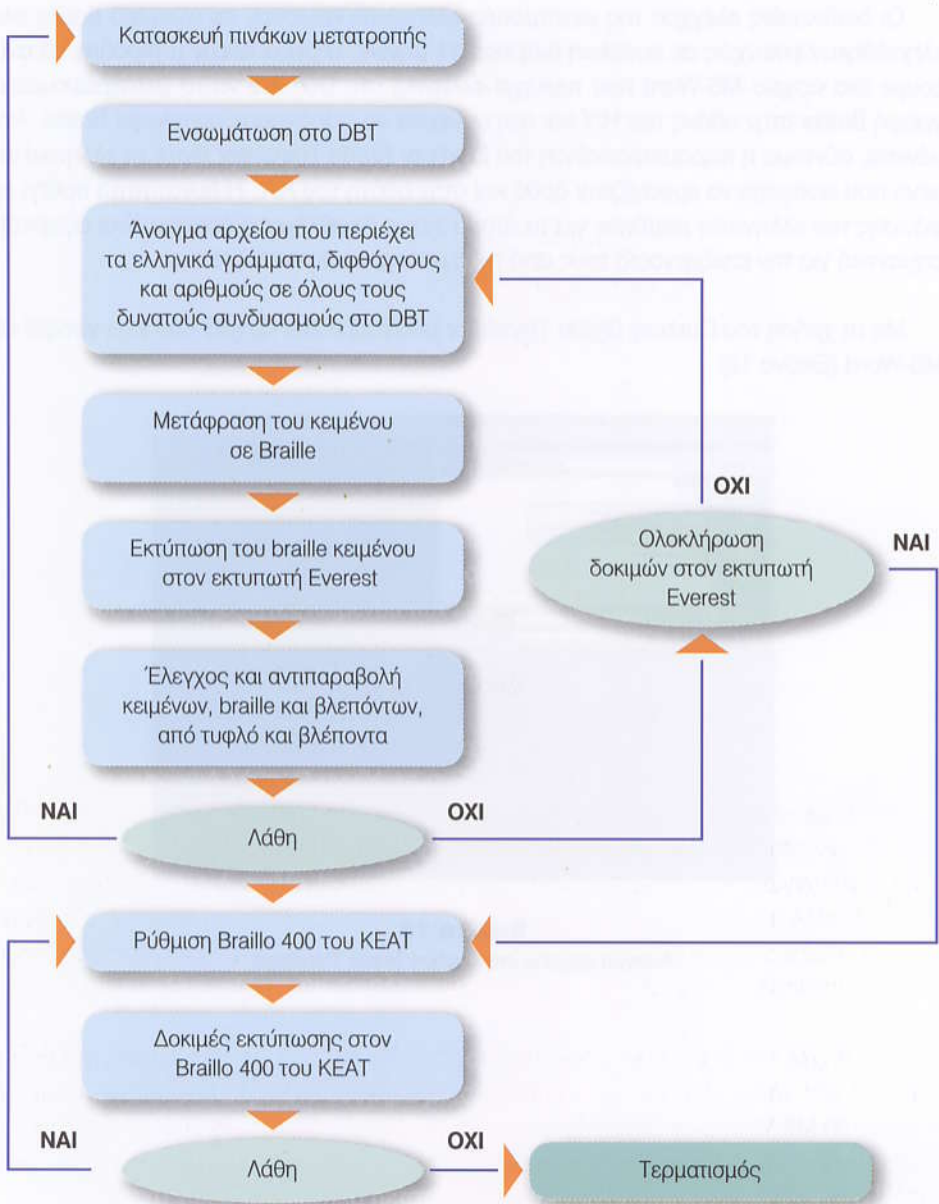 Κατασκευή πινάκων μετατροπής
Ενσωμάτωση στο DBT
Άνοιγμα αρχείου που περιέχει
τα ελληνικά γράμματα, διφθόγγους
και αριθμούς σε όλους τους
δυνατούς συνδυασμούς στο DBT
Μετάφραση του κειμένου
σε Braille
Εκτύπωση του braille κειμένου
στον εκτυπωτή Everest
Έλεγχος και αντιπαραβολή
κειμένων, braille και βλεπόντων,
από τυφλό και βλέποντα
ΝΑΙ
Λάθη
ΟΧΙ
ΟΧΙ
Ολοκλήρωση
δοκιμών στον εκτυπωτή
Everest
ΝΑΙ
Ρύθμιση Braillo 400 του ΚΕΑΤ
Δοκιμές εκτύπωσης στον
Braillo 400 του ΚΕΑΤ
ΝΑΙ
Λάθη
ΟΧΙ
Τερματισμός